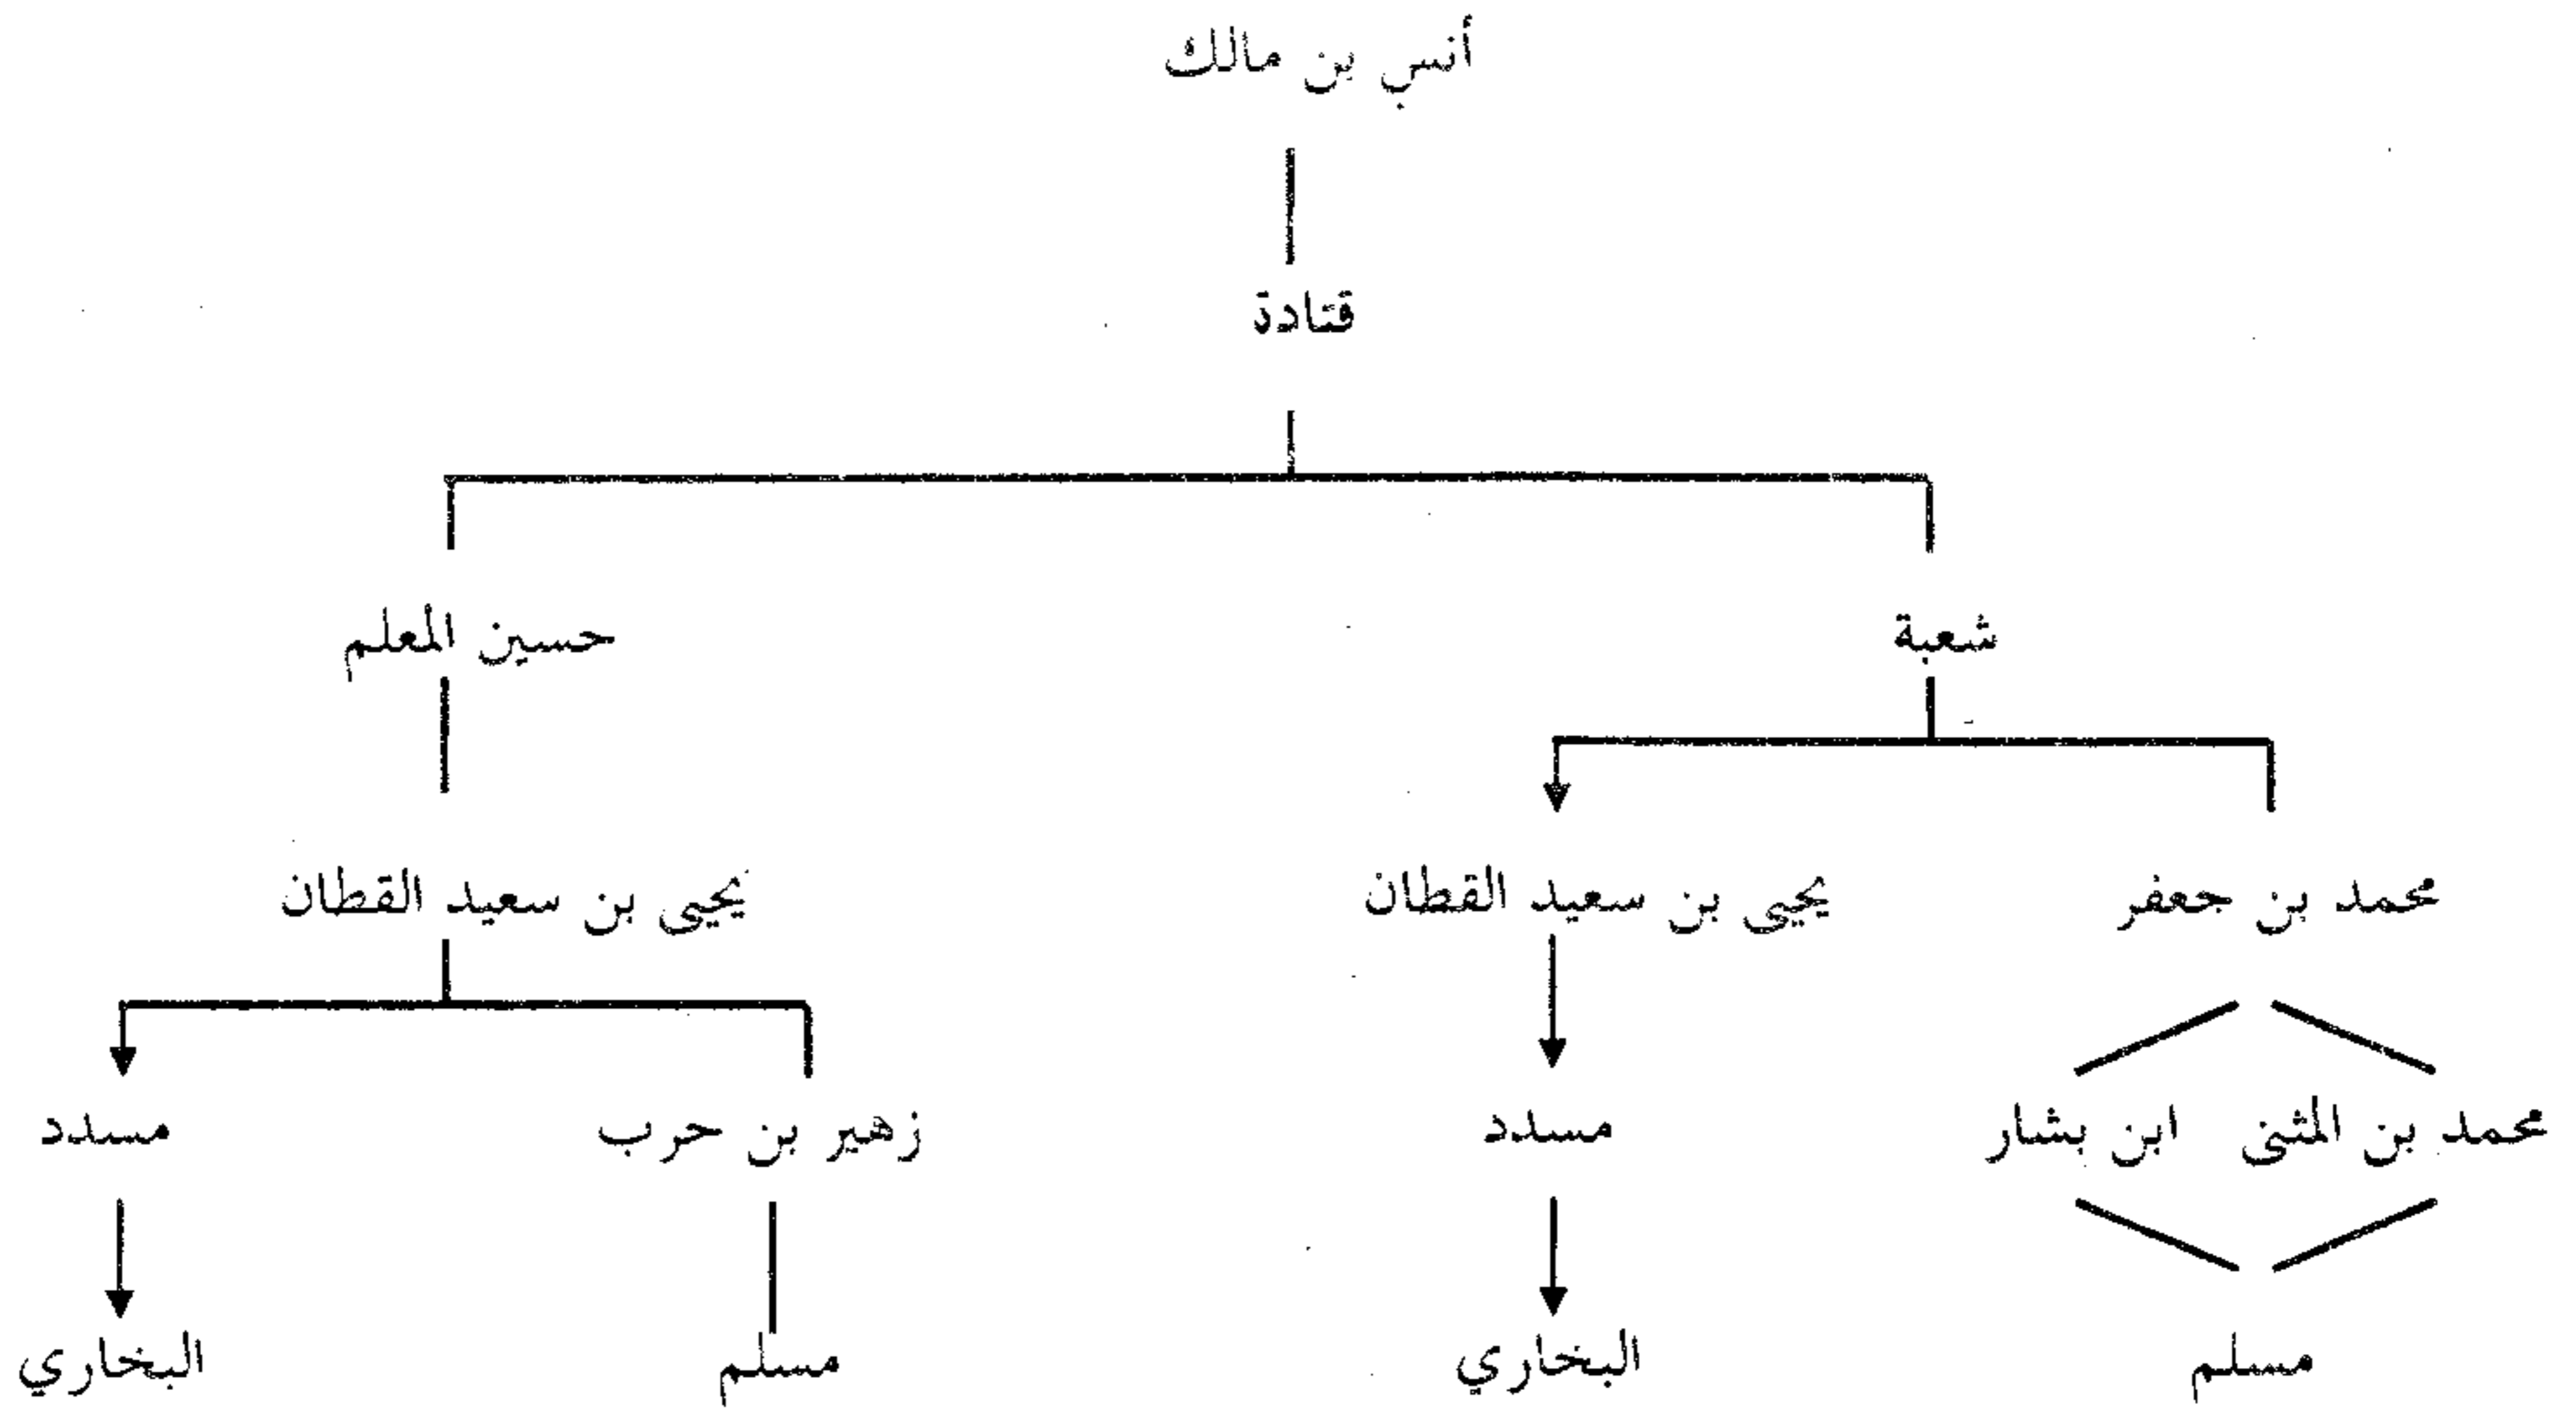 أنس بن مالك
قتادة
شعبة حسين المعلم
محمد بن جعفر يحيى بن سعيد القطان يحيى بن سعيد القطان
محمد بن المثنى ابن بشار مسدد زهير بن حرب مسدد
مسلم البخاري مسلم البخاري